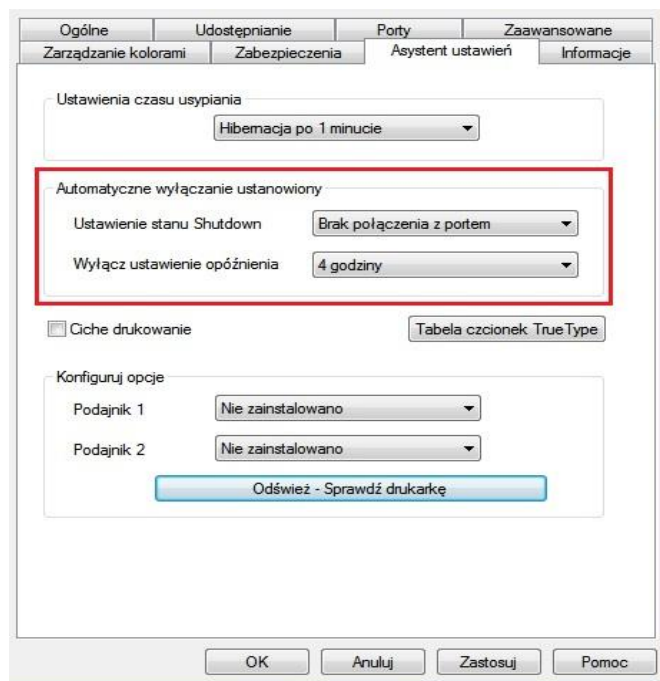 Ogólne Udostępnianie Porty Zaawansowane
Zarządzanie kolorami Zabezpieczenia Asystent ustawień Informacje
Ustawienia czasu usypiania
Hibernacja po 1 minucie
Automatyczne wyłączanie ustanowiony
Ustawienie stanu Shutdown Brak połączenia z portem
Wyłącz ustawienie opóźnienia 4 godziny
Ciche drukowanie Tabela czcionek TrueType
Konfiguruj opcje
Podajnik 1 Nie zainstalowano
Podajnik 2 Nie zainstalowano
Odśwież - Sprawdź drukarkę
OK Anuluj Zastosuj Pomoc